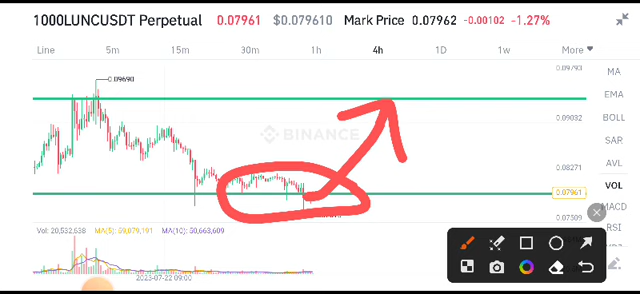 1000LUNCUSDT Perpetual 0.07961 $0.079610 Mark Price 0.07962 -0.00102 -1.27%
Line 5m 15m 30m 1h 4h 1D 1w More
0.09793
0.09690
MA
EMA
0.09032
BINANCE
BOLL
SAR
0.08271
AVL
0.07961
VOL
MACD
0.07509
RSI
Vol: 20,532,538 MA(5): 59,079,191 MA(10): 50,663,609
2023-07-22 09:00